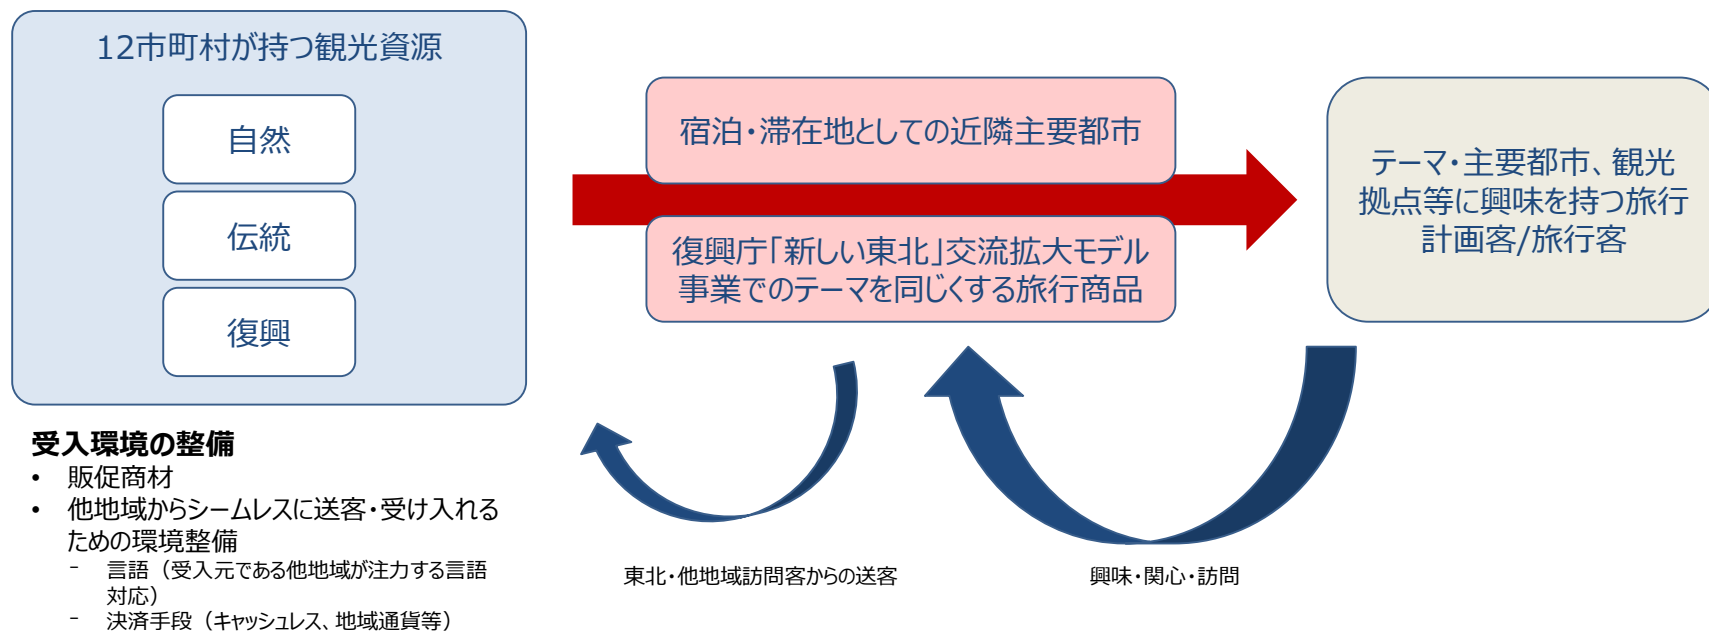 12市町村が持つ観光資源
自然
伝統
復興
宿泊・滞在地としての近隣主要都市
復興庁「新しい東北」交流拡大モデル
事業でのテーマを同じくする旅行商品
テーマ・主要都市、観光
拠点等に興味を持つ旅行
計画客/旅行客
受入環境の整備
• 販促商材
• 他地域からシームレスに送客・受け入れる
ための環境整備
- 言語（受入元である他地域が注力する言語
対応）
- 決済手段（キャッシュレス、地域通貨等）
東北・他地域訪問客からの送客
興味・関心・訪問